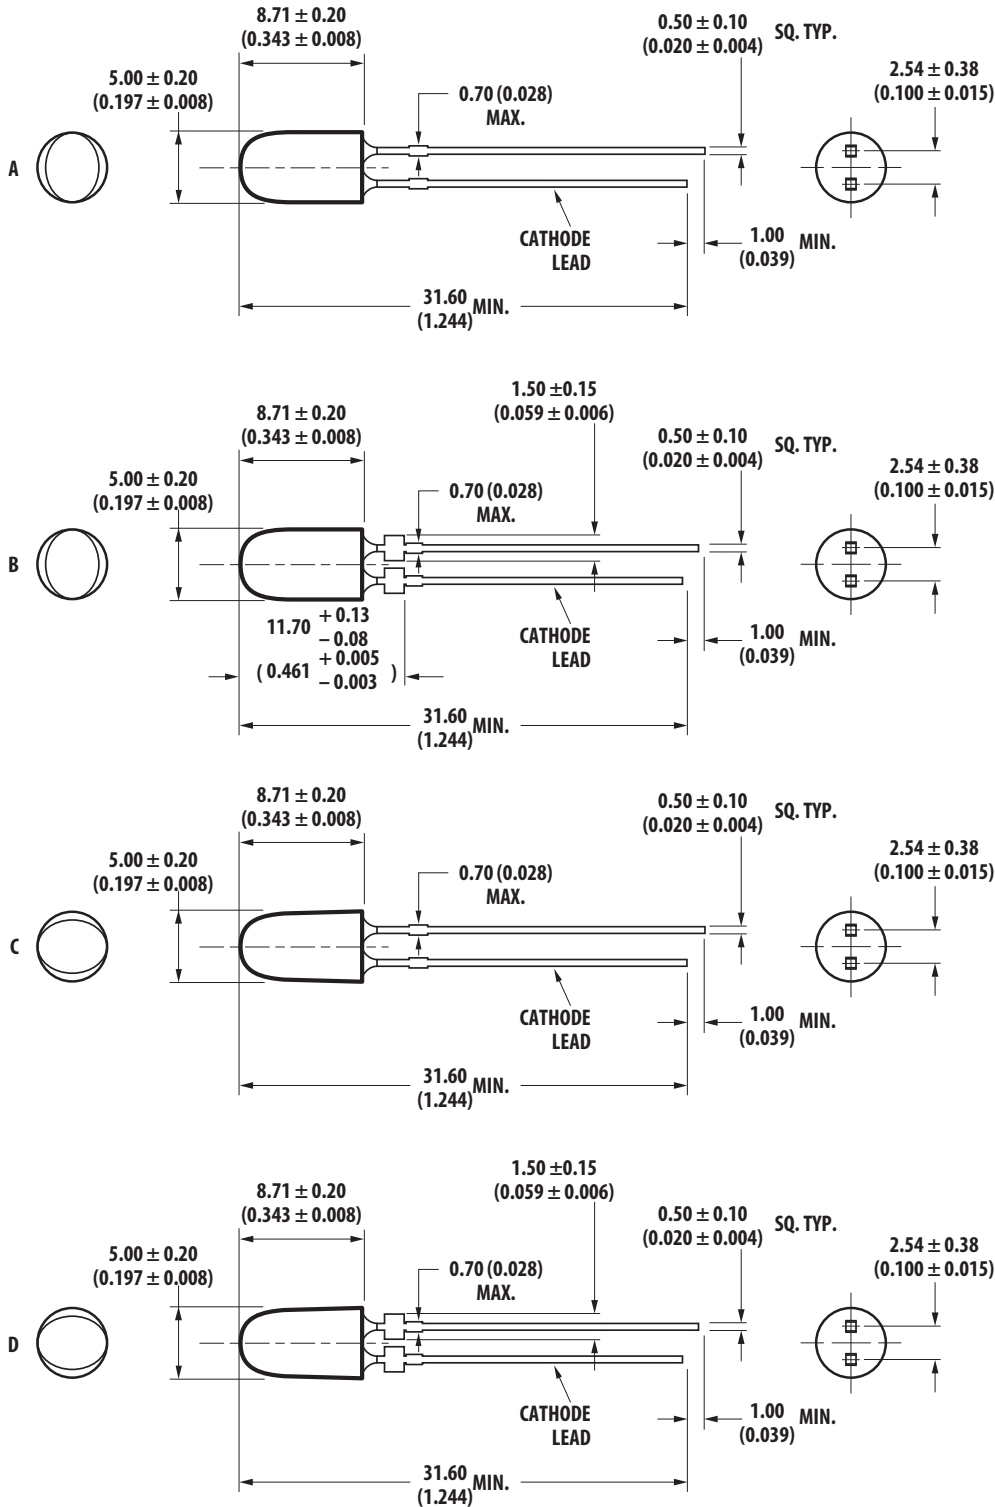 8.71 ± 0.20
(0.343 ± 0.008)
0.50 ± 0.10
(0.020 ± 0.004)
SQ. TYP.
5.00 ± 0.20
(0.197 ± 0.008)
0.70 (0.028)
MAX.
2.54 ± 0.38
(0.100 ± 0.015)
A
CATHODE
LEAD
1.00
(0.039)
MIN.
31.60
(1.244)
MIN.
1.50 ±0.15
(0.059 ± 0.006)
8.71 ± 0.20
(0.343 ± 0.008)
0.50 ± 0.10
(0.020 ± 0.004)
SQ. TYP.
5.00 ± 0.20
(0.197 ± 0.008)
0.70 (0.028)
MAX.
2.54 ± 0.38
(0.100 ± 0.015)
B
11.70 + 0.13
– 0.08
( 0.461 + 0.005
– 0.003 )
CATHODE
LEAD
1.00
(0.039)
MIN.
31.60
(1.244)
MIN.
8.71 ± 0.20
(0.343 ± 0.008)
0.50 ± 0.10
(0.020 ± 0.004)
SQ. TYP.
5.00 ± 0.20
(0.197 ± 0.008)
0.70 (0.028)
MAX.
2.54 ± 0.38
(0.100 ± 0.015)
C
CATHODE
LEAD
1.00
(0.039)
MIN.
31.60
(1.244)
MIN.
1.50 ±0.15
(0.059 ± 0.006)
8.71 ± 0.20
(0.343 ± 0.008)
0.50 ± 0.10
(0.020 ± 0.004)
SQ. TYP.
5.00 ± 0.20
(0.197 ± 0.008)
0.70 (0.028)
MAX.
2.54 ± 0.38
(0.100 ± 0.015)
D
CATHODE
LEAD
1.00
(0.039)
MIN.
31.60
(1.244)
MIN.